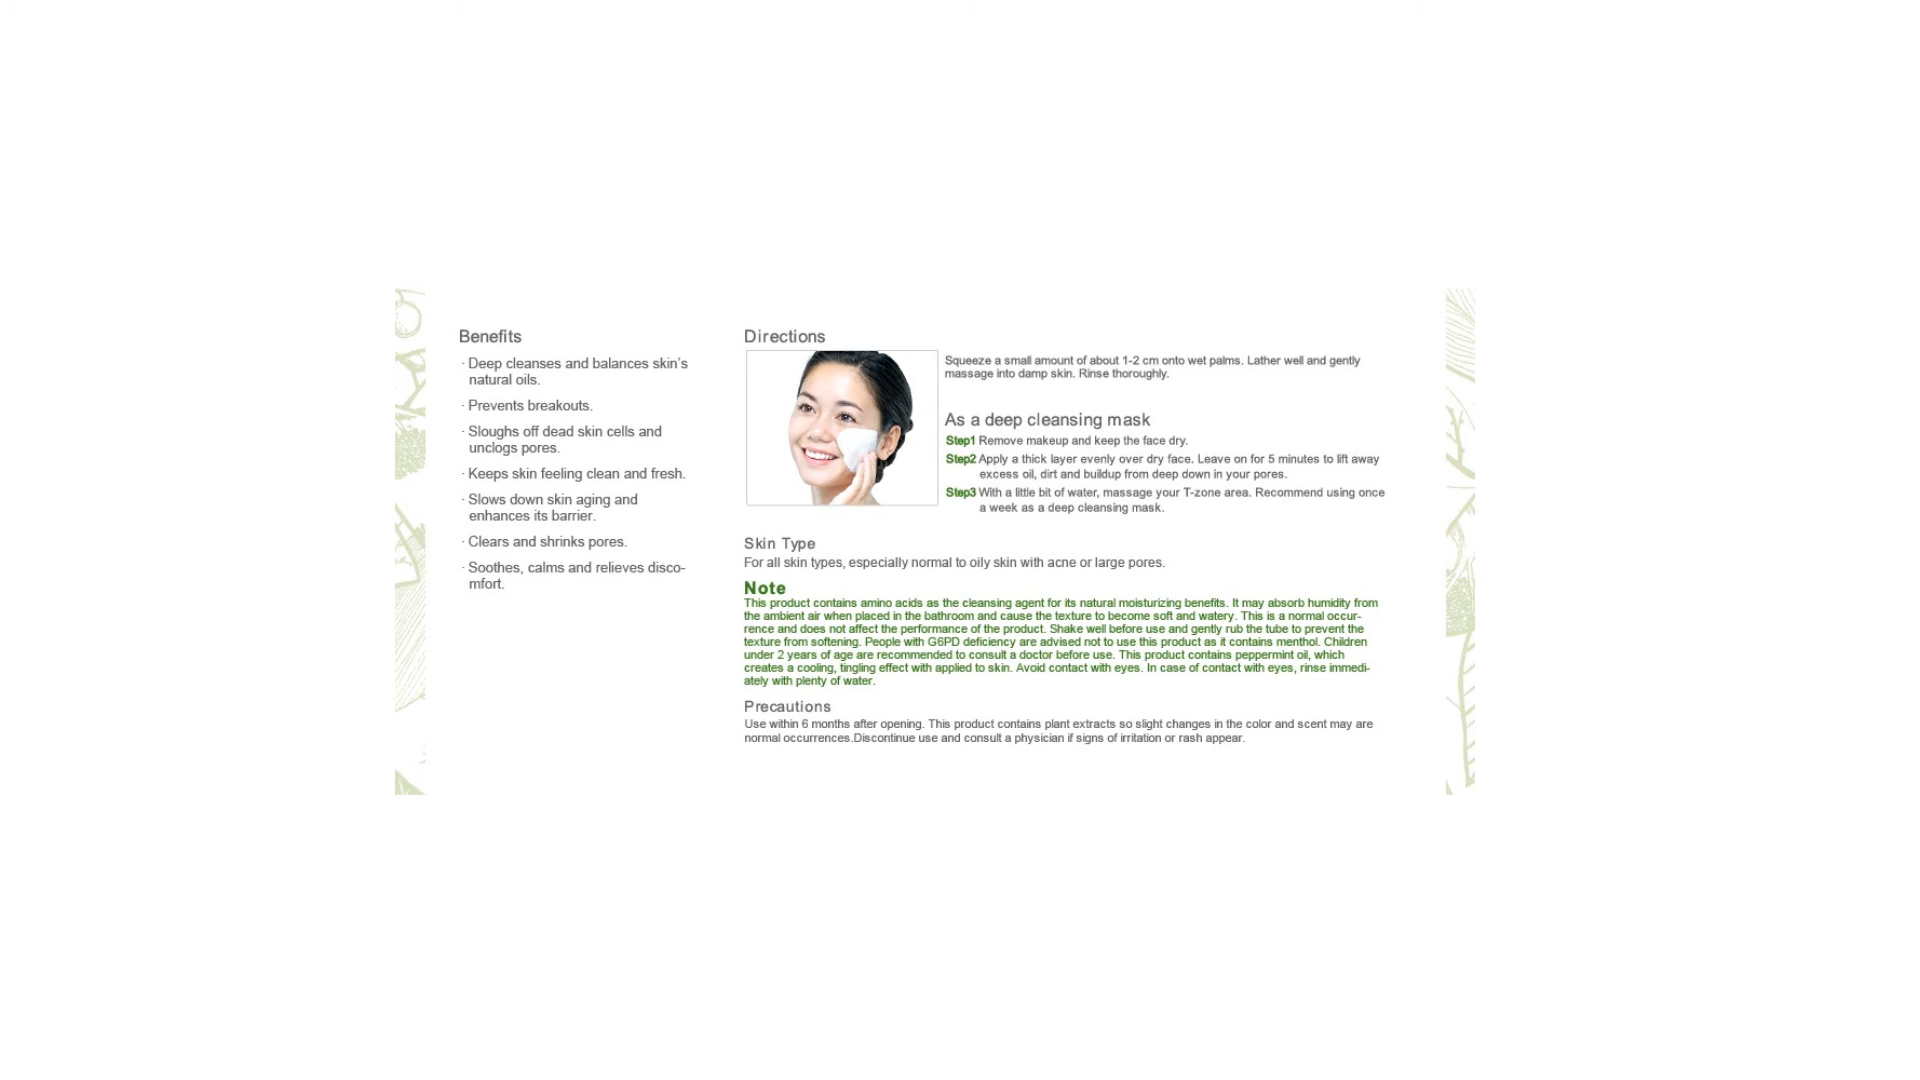 Benefits
· Deep cleanses and balances skin's
natural oils.
· Prevents breakouts.
· Sloughs off dead skin cells and
unclogs pores.
· Keeps skin feeling clean and fresh.
· Slows down skin aging and
enhances its barrier.
· Clears and shrinks pores.
· Soothes, calms and relieves disco-
mfort.
Directions
Squeeze a small amount of about 1-2 cm onto wet palms. Lather well and gently
massage into damp skin. Rinse thoroughly.
As a deep cleansing mask
Step1 Remove makeup and keep the face dry.
Step2 Apply a thick layer evenly over dry face. Leave on for 5 minutes to lift away
excess oil, dirt and buildup from deep down in your pores.
Step3 With a little bit of water, massage your T-zone area. Recommend using once
a week as a deep cleansing mask.
Skin Type
For all skin types, especially normal to oily skin with acne or large pores.
Note
This product contains amino acids as the cleansing agent for its natural moisturizing benefits. It may absorb humidity from
the ambient air when placed in the bathroom and cause the texture to become soft and watery. This is a normal occur-
rence and does not affect the performance of the product. Shake well before use and gently rub the tube to prevent the
texture from softening. People with G6PD deficiency are advised not to use this product as it contains menthol. Children
under 2 years of age are recommended to consult a doctor before use. This product contains peppermint oil, which
creates a cooling, tingling effect with applied to skin. Avoid contact with eyes. In case of contact with eyes, rinse immedi-
ately with plenty of water.
Precautions
Use within 6 months after opening. This product contains plant extracts so slight changes in the color and scent may are
normal occurrences.Discontinue use and consult a physician if signs of irritation or rash appear.